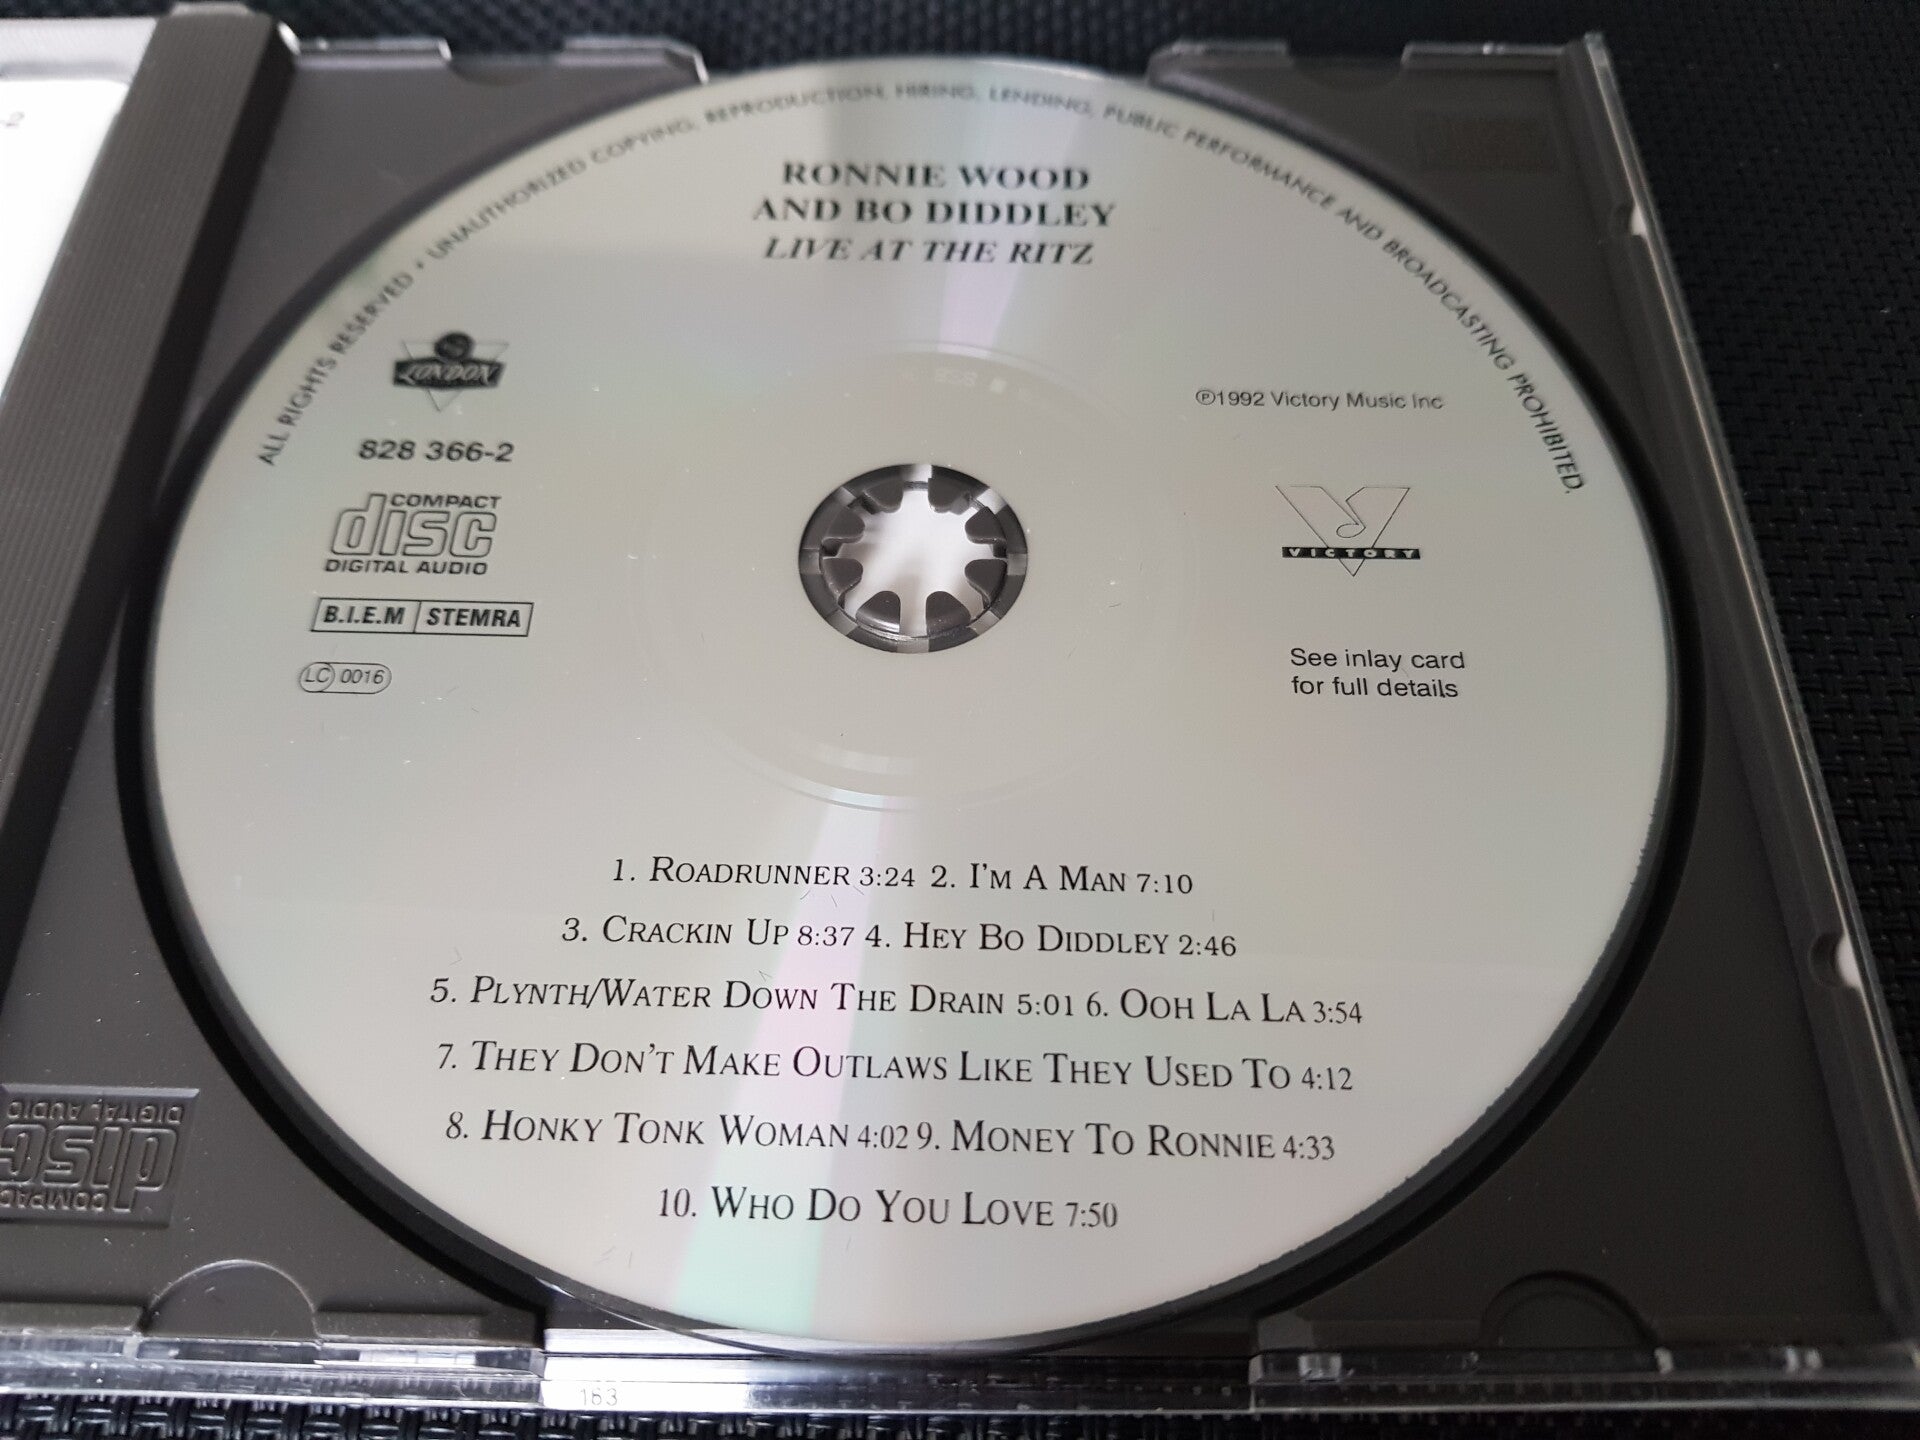 ALL RIGHTS RESERVED • UNAUTHORIZED COPYING, REPRODUCTION, HIRING, LENDING, PUBLIC PERFORMANCE AND BROADCASTING PROHIBITED.
RONNIE WOOD
AND BO DIDDLEY
LIVE AT THE RITZ
LONDON
828 366-2
COMPACT
disc
DIGITAL AUDIO
B.I.E.M STEMRA
LC 0016
℗1992 Victory Music Inc
VICTORY
See inlay card
for full details
1. ROADRUNNER 3:24 2. I'M A MAN 7:10
3. CRACKIN UP 8:37 4. HEY BO DIDDLEY 2:46
5. PLYNTH/WATER DOWN THE DRAIN 5:01 6. OOH LA LA 3:54
7. THEY DON'T MAKE OUTLAWS LIKE THEY USED TO 4:12
8. HONKY TONK WOMAN 4:02 9. MONEY TO RONNIE 4:33
10. WHO DO YOU LOVE 7:50
COMPACT
disc
DIGITAL AUDIO
163
-2